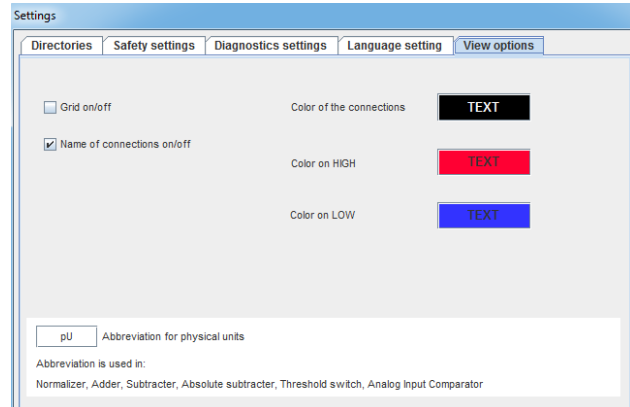 Settings
Directories Safety settings Diagnostics settings Language setting View options
Grid on/off Color of the connections TEXT
Name of connections on/off
Color on HIGH TEXT
Color on LOW TEXT
pU Abbreviation for physical units
Abbreviation is used in:
Normalizer, Adder, Subtracter, Absolute subtracter, Threshold switch, Analog Input Comparator